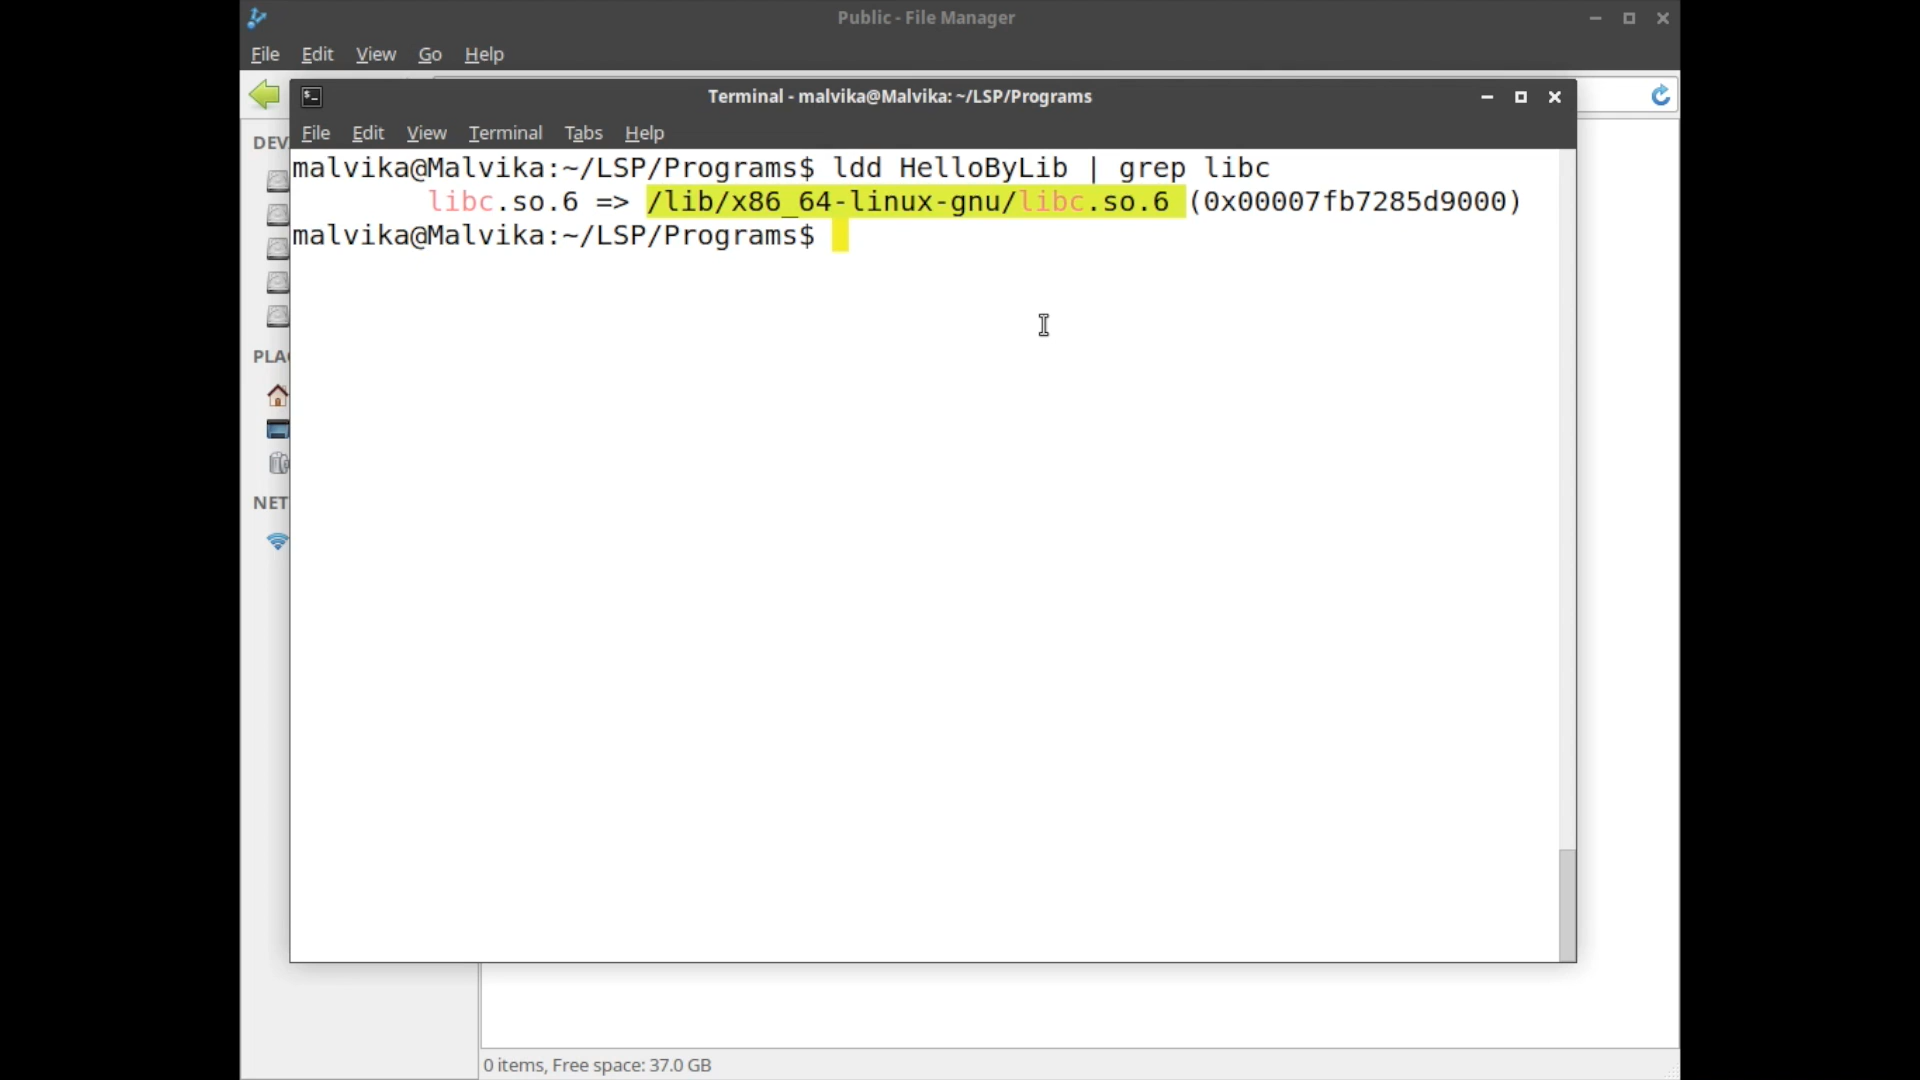 Public - File Manager
File Edit View Go Help
Terminal - malvika@Malvika: ~/LSP/Programs
File Edit View Terminal Tabs Help
DEV
malvika@Malvika:~/LSP/Programs$ ldd HelloByLib | grep libc
libc.so.6 => /lib/x86_64-linux-gnu/libc.so.6 (0x00007fb7285d9000)
malvika@Malvika:~/LSP/Programs$
PLA
NET
0 items, Free space: 37.0 GB